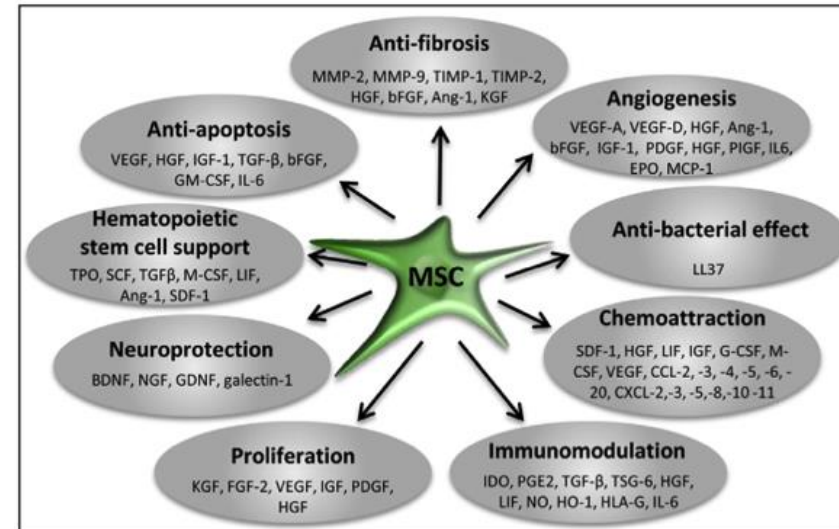 Anti-fibrosis
MMP-2, MMP-9, TIMP-1, TIMP-2,
HGF, bFGF, Ang-1, KGF
Angiogenesis
VEGF-A, VEGF-D, HGF, Ang-1,
bFGF, IGF-1, PDGF, HGF, PIGF, IL6,
EPO, MCP-1
Anti-apoptosis
VEGF, HGF, IGF-1, TGF-β, bFGF,
GM-CSF, IL-6
Hematopoietic
stem cell support
TPO, SCF, TGFβ, M-CSF, LIF,
Ang-1, SDF-1
MSC
Anti-bacterial effect
LL37
Neuroprotection
BDNF, NGF, GDNF, galectin-1
Chemoattraction
SDF-1, HGF, LIF, IGF, G-CSF, M-
CSF, VEGF, CCL-2, -3, -4, -5, -6, -
20, CXCL-2,-3, -5,-8,-10 -11
Proliferation
KGF, FGF-2, VEGF, IGF, PDGF,
HGF
Immunomodulation
IDO, PGE2, TGF-β, TSG-6, HGF,
LIF, NO, HO-1, HLA-G, IL-6